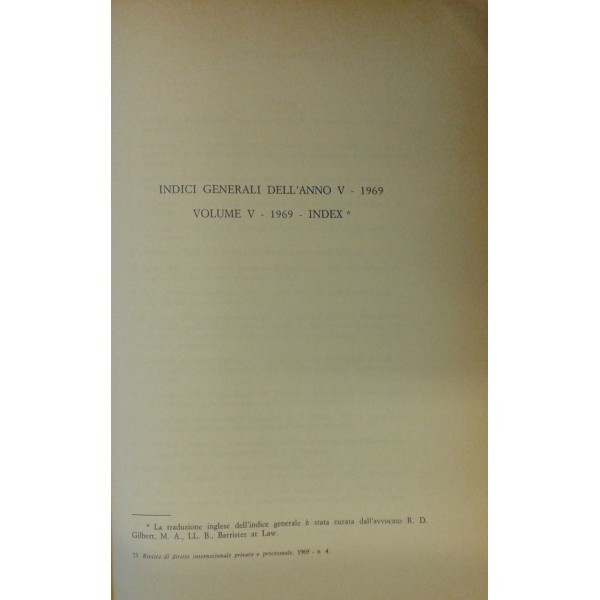 INDICI GENERALI DELL'ANNO V - 1969
VOLUME V - 1969 - INDEX *
* La traduzione inglese dell'indice generale è stata curata dall'avvocato R. D.
Gilbert, M. A., LL. B., Barrister at Law.
73 Rivista di diritto internazionale privato e processuale 1969 - n. 4.